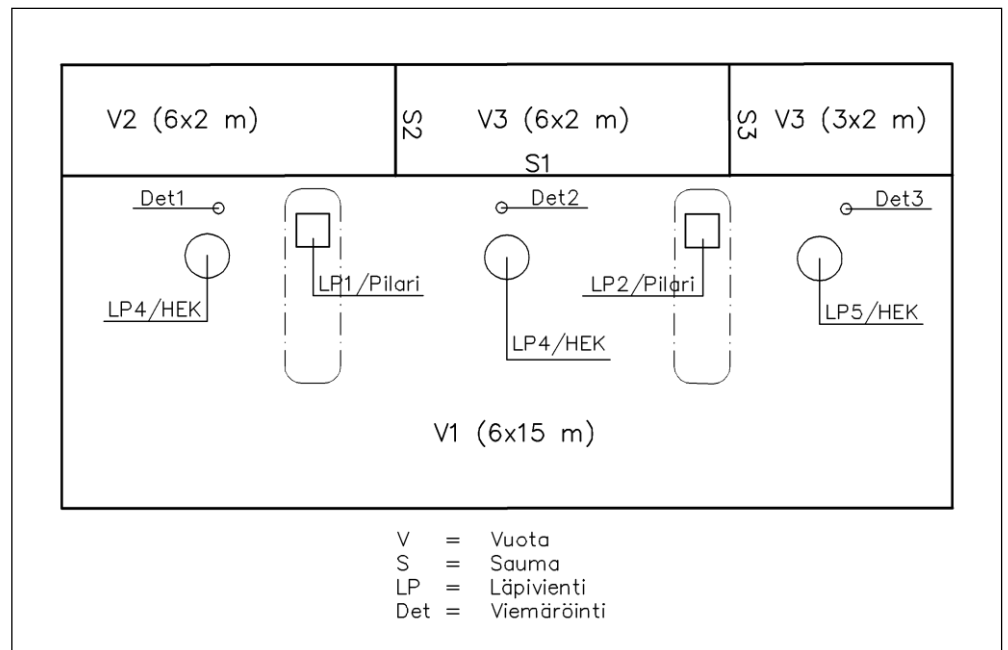 V2 (6x2 m)
S2
V3 (6x2 m)
S3
V3 (3x2 m)
S1
Det1
Det2
Det3
LP1/Pilari
LP2/Pilari
LP4/HEK
LP5/HEK
LP4/HEK
V1 (6x15 m)
V = Vuota
S = Sauma
LP = Läpivienti
Det = Viemäröinti